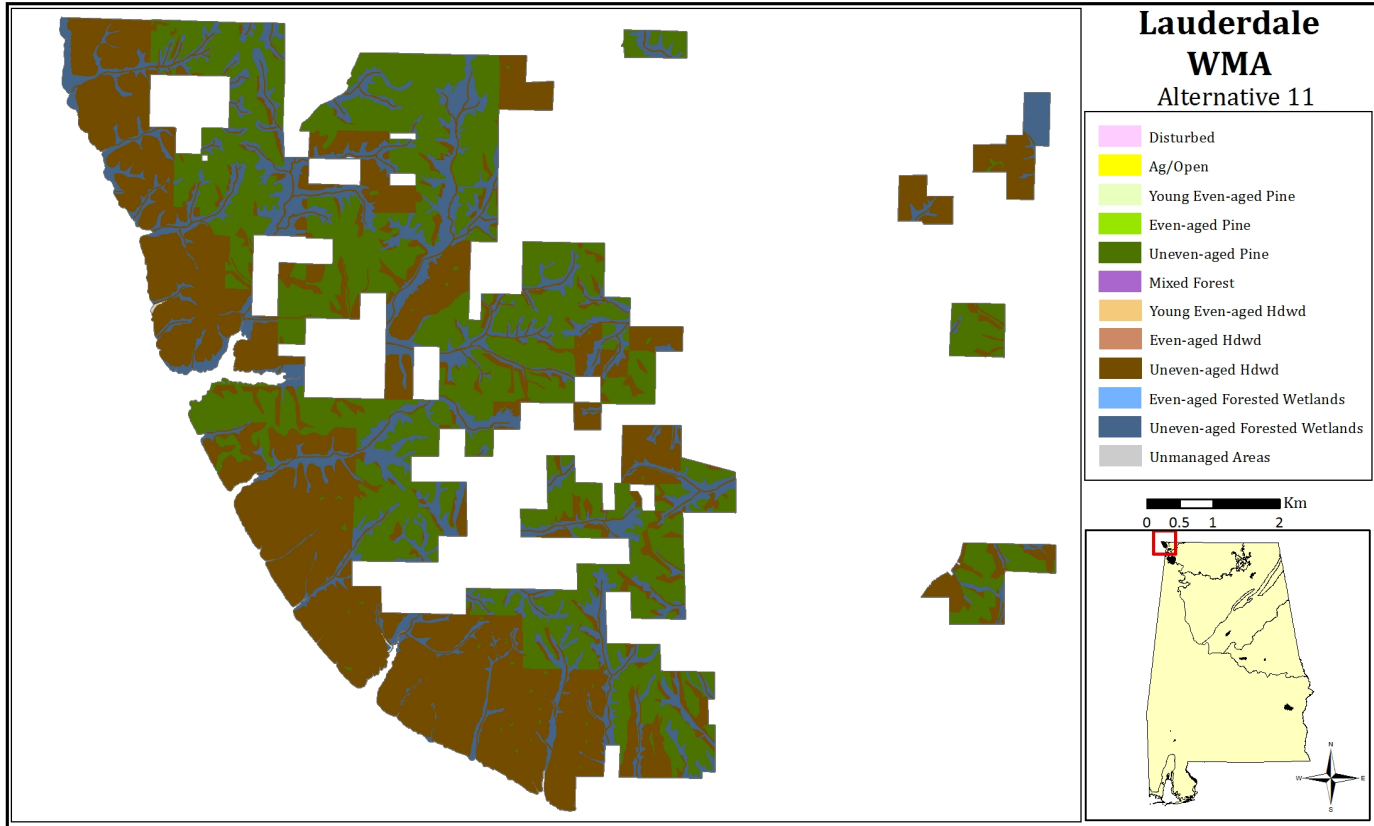 Lauderdale
WMA
Alternative 11
Disturbed
Ag/Open
Young Even-aged Pine
Even-aged Pine
Uneven-aged Pine
Mixed Forest
Young Even-aged Hdwd
Even-aged Hdwd
Uneven-aged Hdwd
Even-aged Forested Wetlands
Uneven-aged Forested Wetlands
Unmanaged Areas
Km
0 0.5 1 2
N
W E
S